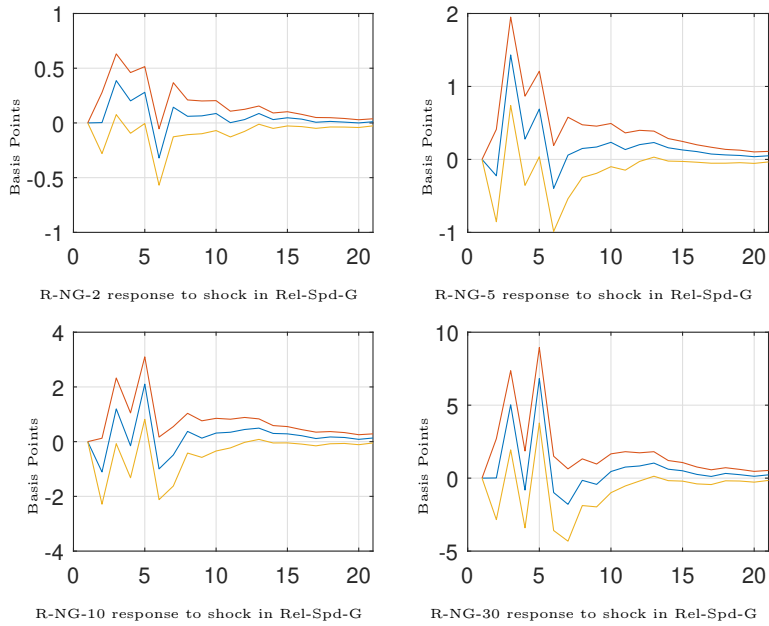 1
0.5
0
-0.5
-1
Basis Points
0 5 10 15 20
R-NG-2 response to shock in Rel-Spd-G
2
1
0
-1
Basis Points
0 5 10 15 20
R-NG-5 response to shock in Rel-Spd-G
4
2
0
-2
-4
Basis Points
0 5 10 15 20
R-NG-10 response to shock in Rel-Spd-G
10
5
0
-5
Basis Points
0 5 10 15 20
R-NG-30 response to shock in Rel-Spd-G